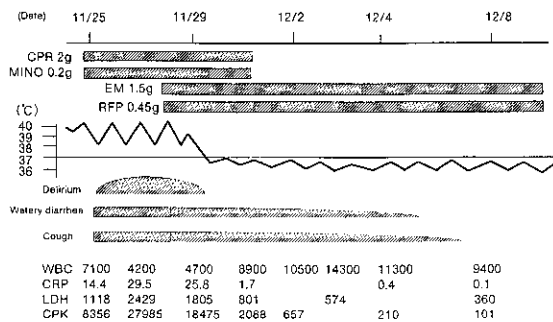 (Date) 11/25 11/29 12/2 12/4 12/8
CPR 2g
MINO 0.2g
EM 1.5g
RFP 0.45g
(℃)
40
39
38
37
36
Delirium
Watery diarrhea
Cough
WBC 7100 4200 4700 8900 10500 14300 11300 9400
CRP 14.4 29.5 25.8 1.7 0.4 0.1
LDH 1118 2429 1805 801 574 360
CPK 8356 27985 18475 2088 657 210 101